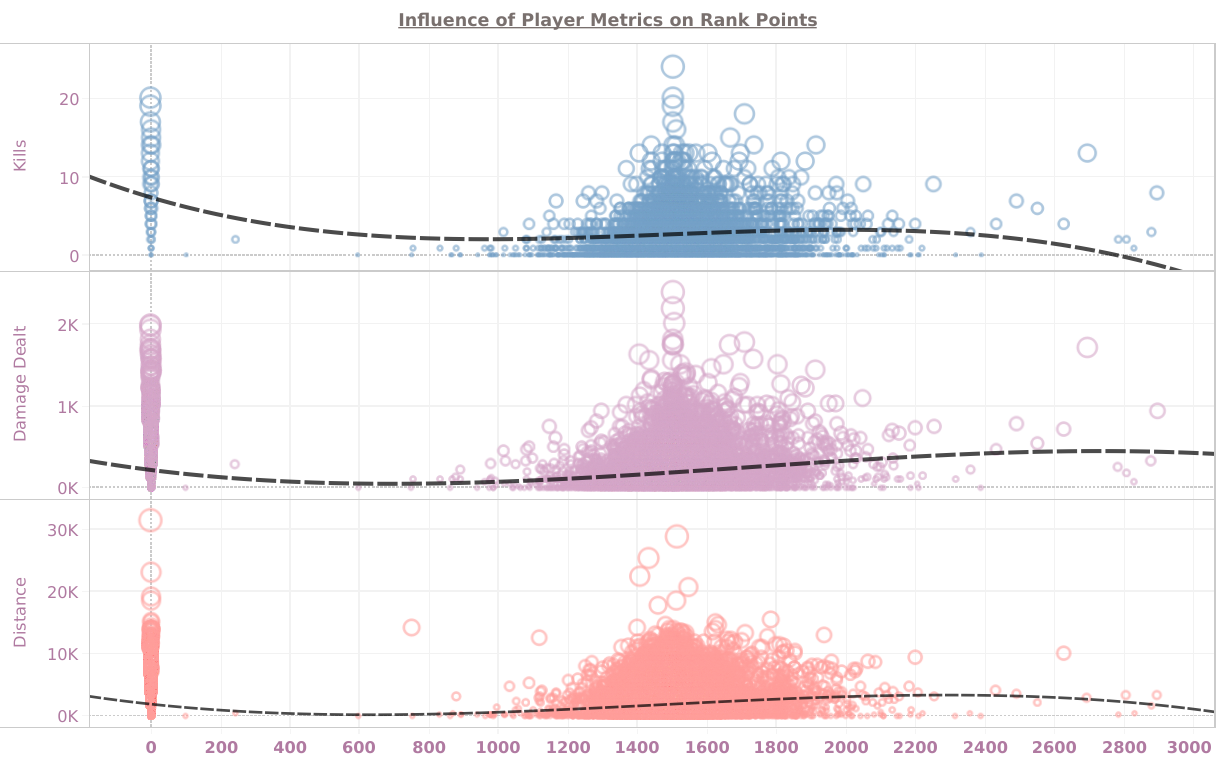 Influence of Player Metrics on Rank Points
Kills
20
10
0
Damage Dealt
2K
1K
0K
Distance
30K
20K
10K
0K
0 200 400 600 800 1000 1200 1400 1600 1800 2000 2200 2400 2600 2800 3000